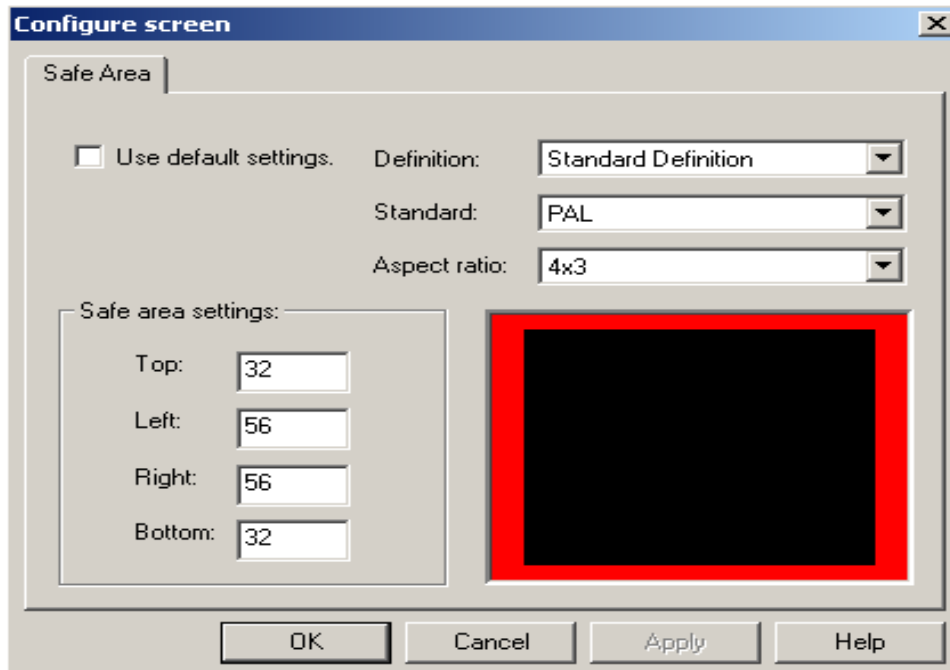 Configure screen
Safe Area
Use default settings.
Definition: Standard Definition
Standard: PAL
Aspect ratio: 4x3
Safe area settings:
Top: 32
Left: 56
Right: 56
Bottom: 32
OK Cancel Apply Help